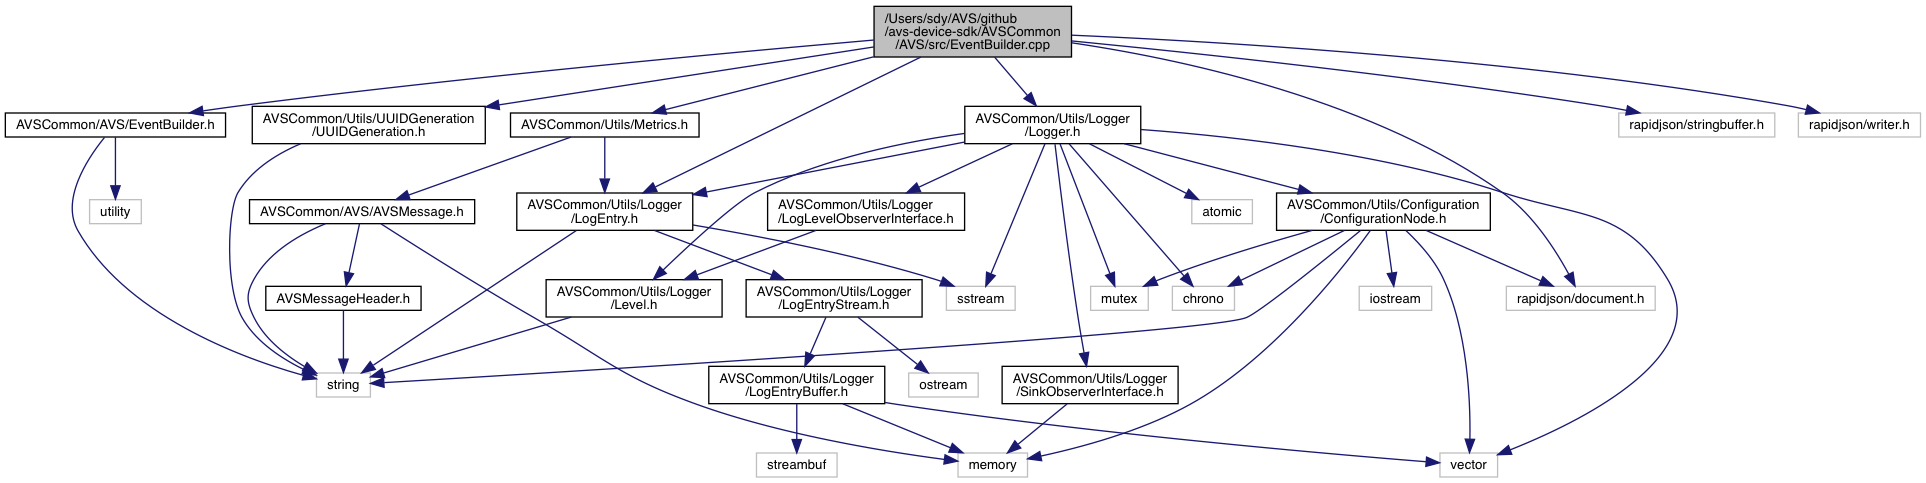 /Users/sdy/AVS/github
/avs-device-sdk/AVSCommon
/AVS/src/EventBuilder.cpp
AVSCommon/AVS/EventBuilder.h
AVSCommon/Utils/UUIDGeneration
/UUIDGeneration.h
AVSCommon/Utils/Metrics.h
AVSCommon/Utils/Logger
/Logger.h
rapidjson/stringbuffer.h
rapidjson/writer.h
utility
AVSCommon/AVS/AVSMessage.h
AVSCommon/Utils/Logger
/LogEntry.h
AVSCommon/Utils/Logger
/LogLevelObserverInterface.h
atomic
AVSCommon/Utils/Configuration
/ConfigurationNode.h
AVSMessageHeader.h
AVSCommon/Utils/Logger
/Level.h
AVSCommon/Utils/Logger
/LogEntryStream.h
sstream
mutex
chrono
iostream
rapidjson/document.h
string
AVSCommon/Utils/Logger
/LogEntryBuffer.h
ostream
AVSCommon/Utils/Logger
/SinkObserverInterface.h
streambuf
memory
vector